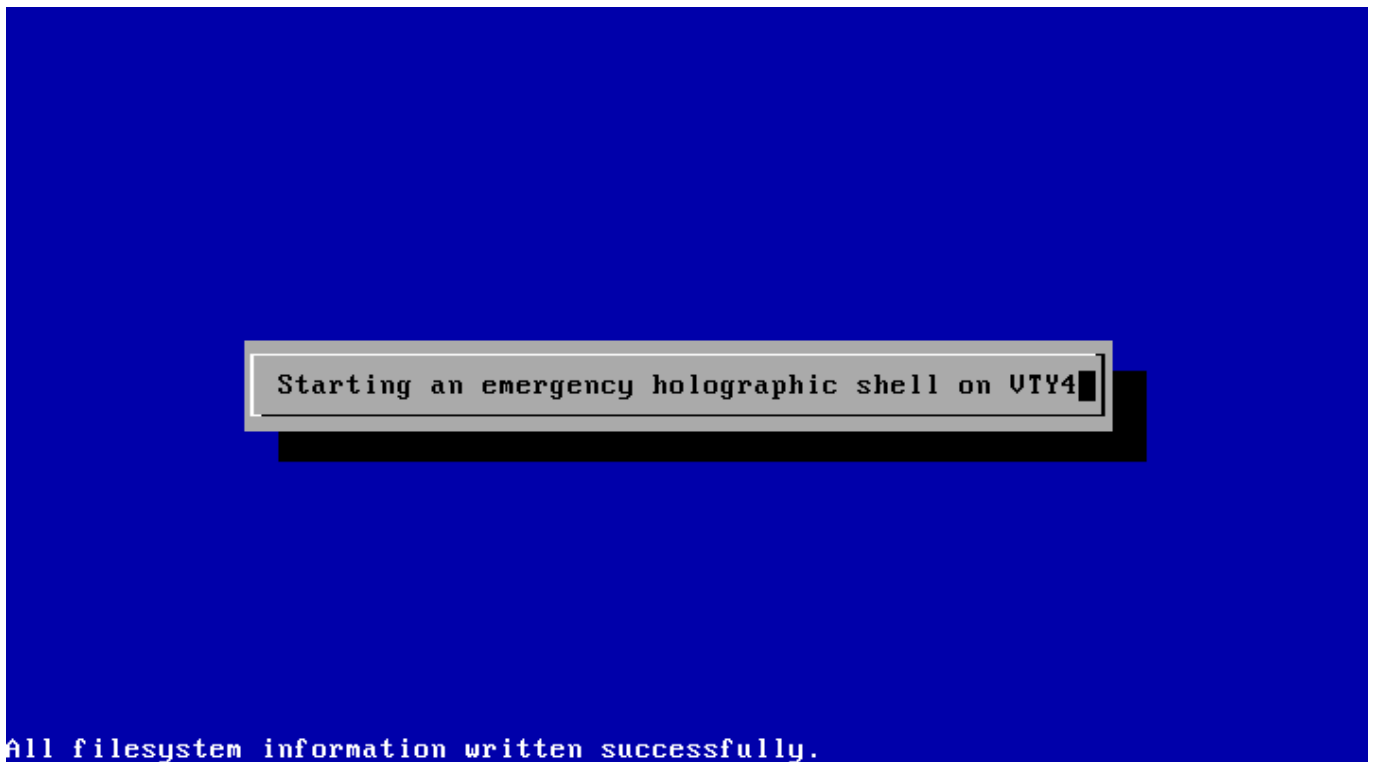 Starting an emergency holographic shell on VTY4
All filesystem information written successfully.